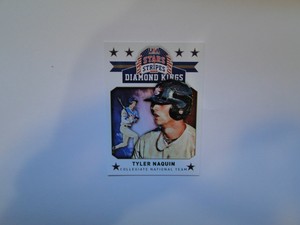 STARS
STRIPES
DIAMOND KINGS
TYLER NAQUIN
COLLEGIATE NATIONAL TEAM